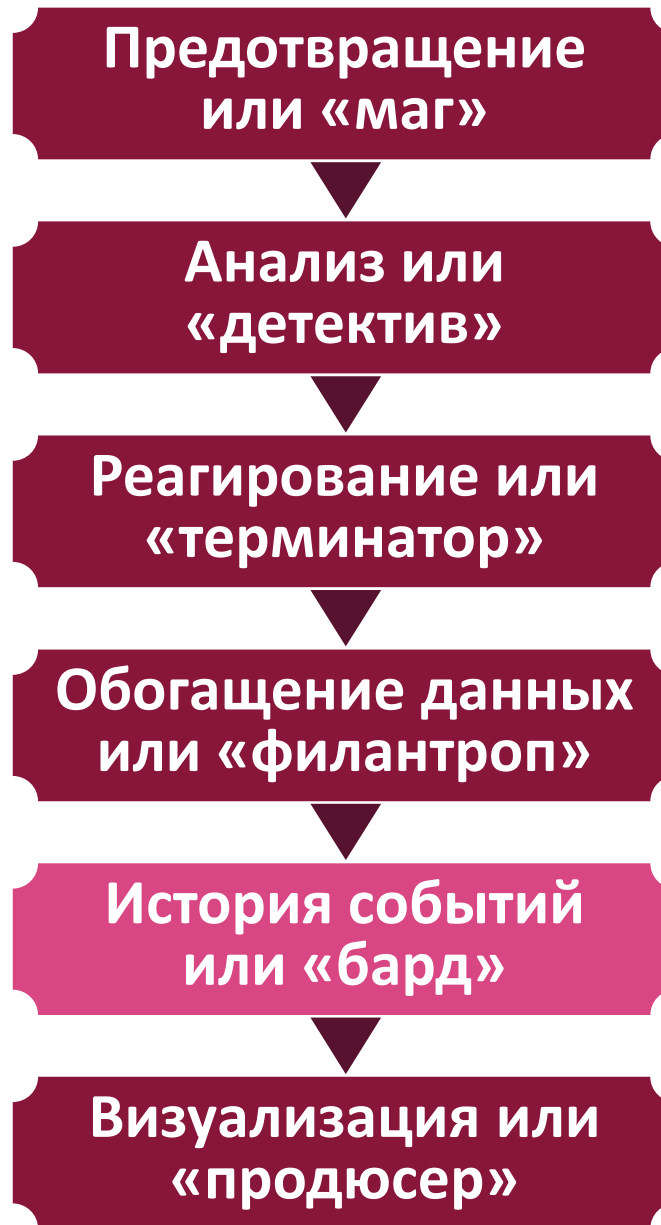 Предотвращение
или «маг»
Анализ или
«детектив»
Реагирование или
«терминатор»
Обогащение данных
или «филантроп»
История событий
или «бард»
Визуализация или
«продюсер»